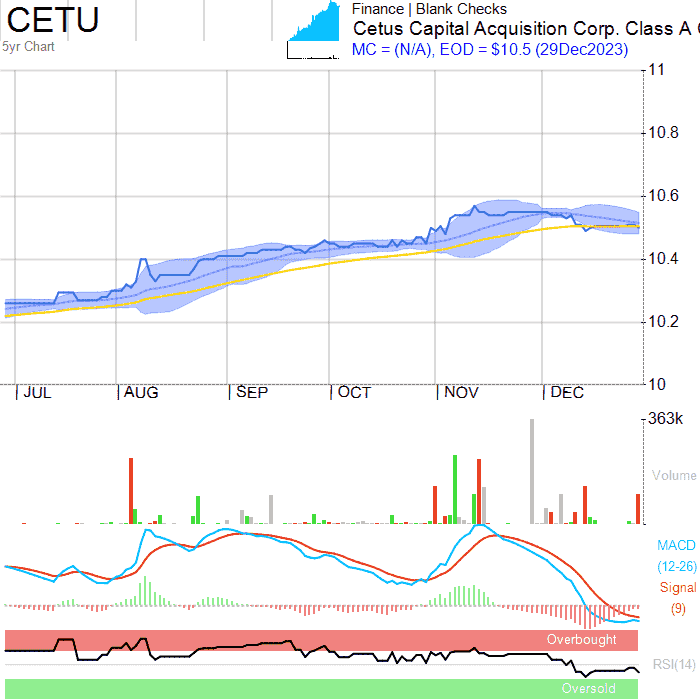 CETU
5yr Chart
Finance | Blank Checks
Cetus Capital Acquisition Corp. Class A
MC = (N/A), EOD = $10.5 (29Dec2023)
11
10.8
10.6
10.4
10.2
10
JUL AUG SEP OCT NOV DEC
363k
Volume
MACD
(12-26)
Signal
(9)
Overbought
RSI(14)
Oversold